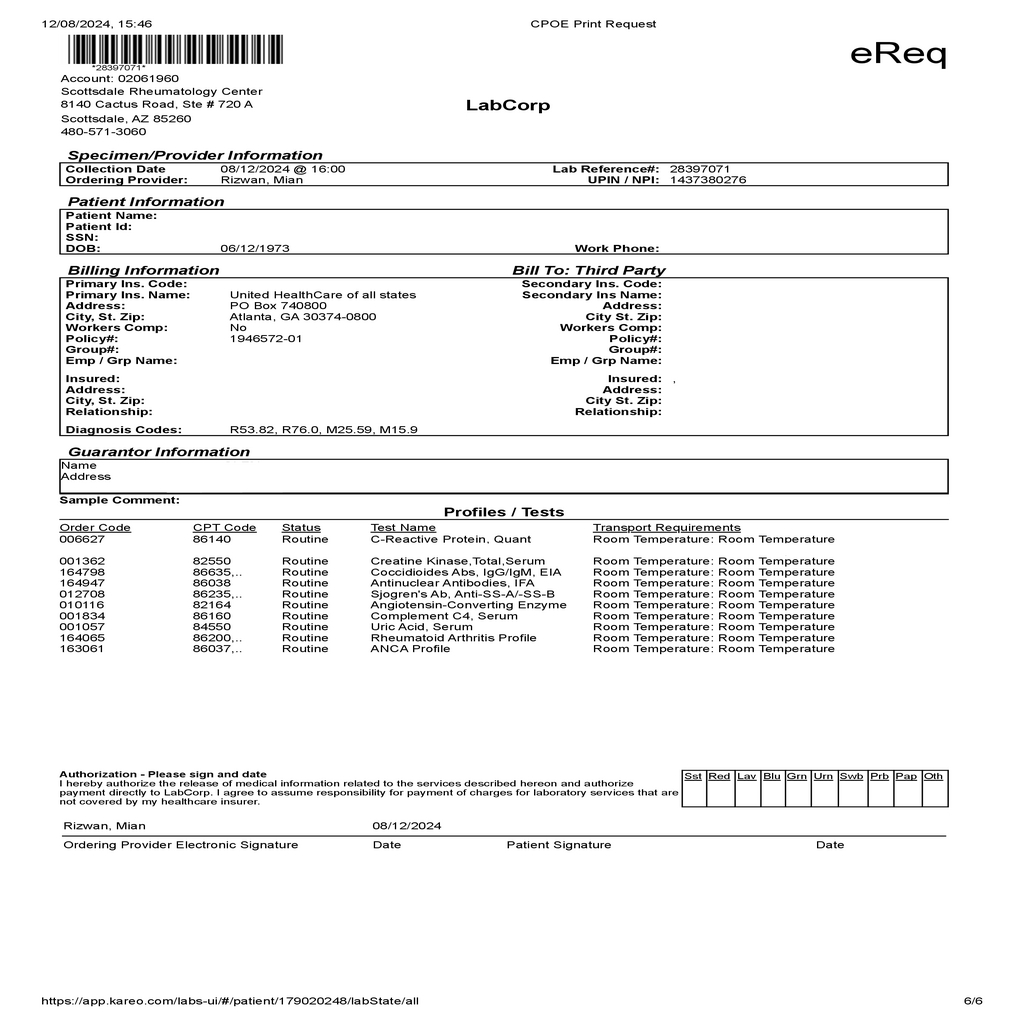 12/08/2024, 15:46 CPOE Print Request
*28397071*
eReq
Account: 02061960
Scottsdale Rheumatology Center
8140 Cactus Road, Ste # 720 A
LabCorp
Scottsdale, AZ 85260
480-571-3060
Specimen/Provider Information
Collection Date 08/12/2024 @ 16:00 Lab Reference#: 28397071
Ordering Provider: Rizwan, Mian UPIN / NPI: 1437380276
Patient Information
Patient Name:
Patient Id:
SSN:
DOB: 06/12/1973 Work Phone:
Billing Information Bill To: Third Party
Primary Ins. Code: Secondary Ins. Code:
Primary Ins. Name: United HealthCare of all states Secondary Ins Name:
Address: PO Box 740800 Address:
City, St. Zip: Atlanta, GA 30374-0800 City St. Zip:
Workers Comp: No Workers Comp:
Policy#: 1946572-01 Policy#:
Group#: Group#:
Emp / Grp Name: Emp / Grp Name:
Insured: Insured: ,
Address: Address:
City, St. Zip: City St. Zip:
Relationship: Relationship:
Diagnosis Codes: R53.82, R76.0, M25.59, M15.9
Guarantor Information
Name
Address
Sample Comment:
Profiles / Tests
Order Code CPT Code Status Test Name Transport Requirements
006627 86140 Routine C-Reactive Protein, Quant Room Temperature: Room Temperature
001362 82550 Routine Creatine Kinase,Total,Serum Room Temperature: Room Temperature
164798 86635,.. Routine Coccidioides Abs, IgG/IgM, EIA Room Temperature: Room Temperature
164947 86038 Routine Antinuclear Antibodies, IFA Room Temperature: Room Temperature
012708 86235,.. Routine Sjogren's Ab, Anti-SS-A/-SS-B Room Temperature: Room Temperature
010116 82164 Routine Angiotensin-Converting Enzyme Room Temperature: Room Temperature
001834 86160 Routine Complement C4, Serum Room Temperature: Room Temperature
001057 84550 Routine Uric Acid, Serum Room Temperature: Room Temperature
164065 86200,.. Routine Rheumatoid Arthritis Profile Room Temperature: Room Temperature
163061 86037,.. Routine ANCA Profile Room Temperature: Room Temperature
Authorization - Please sign and date
I hereby authorize the release of medical information related to the services described hereon and authorize
payment directly to LabCorp. I agree to assume responsibility for payment of charges for laboratory services that are
not covered by my healthcare insurer.
Sst Red Lav Blu Grn Urn Swb Prb Pap Oth
Rizwan, Mian 08/12/2024
Ordering Provider Electronic Signature Date Patient Signature Date
https://app.kareo.com/labs-ui/#/patient/179020248/labState/all 6/6